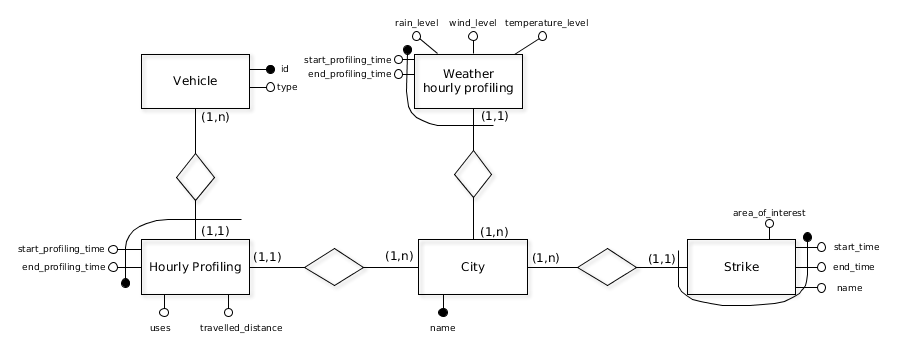 rain_level wind_level temperature_level
start_profiling_time
end_profiling_time
Weather
hourly profiling
Vehicle
id
type
(1,n)
(1,1)
area_of_interest
(1,1)
(1,n)
start_profiling_time
end_profiling_time
Hourly Profiling
(1,1)
(1,n)
City
(1,n)
(1,1)
Strike
start_time
end_time
name
uses
travelled_distance
name